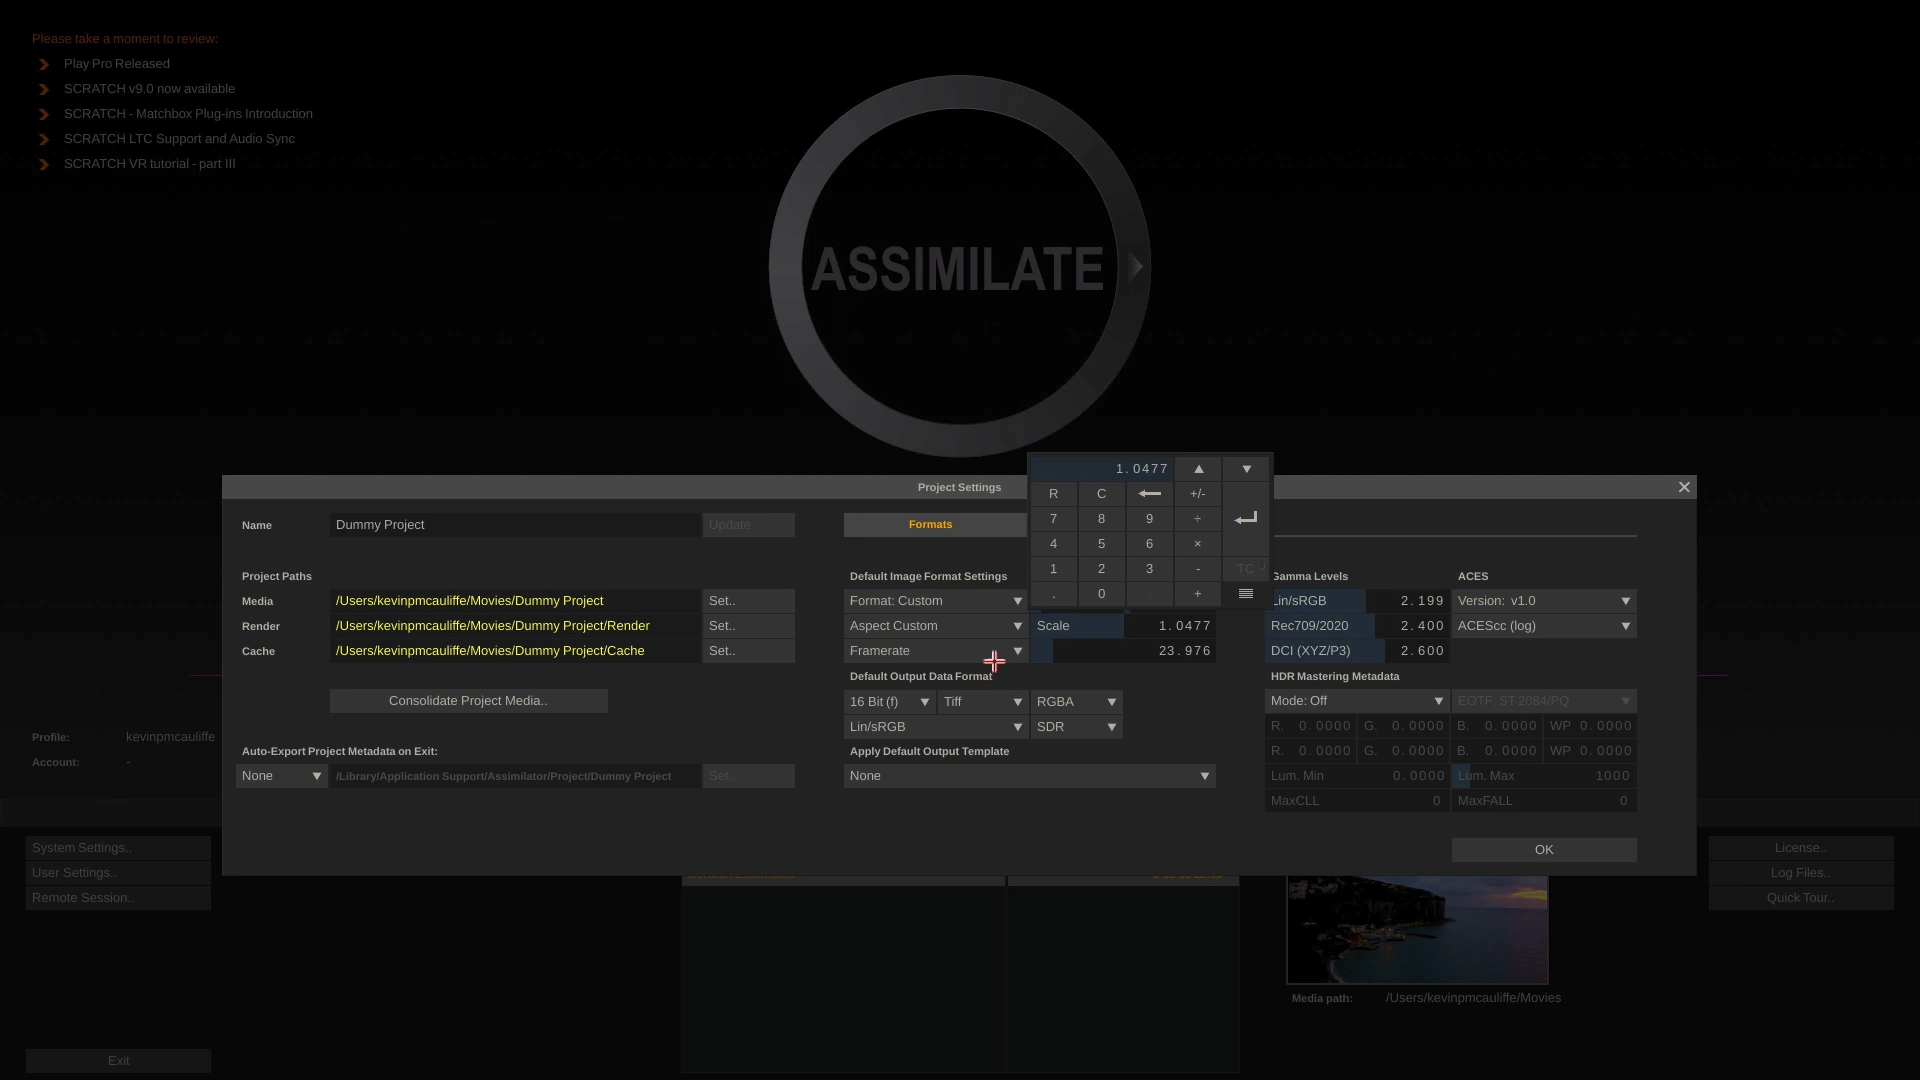 Please take a moment to review:
Play Pro Released
SCRATCH v9.0 now available
SCRATCH - Matchbox Plug-ins Introduction
SCRATCH LTC Support and Audio Sync
SCRATCH VR tutorial - part III
ASSIMILATE
Project Settings
1.0477
R C +/-
7 8 9 ÷
4 5 6 ×
1 2 3 - TC
. 0 : +
Name Dummy Project Update
Formats
Project Paths
Media /Users/kevinpmcauliffe/Movies/Dummy Project Set..
Render /Users/kevinpmcauliffe/Movies/Dummy Project/Render Set..
Cache /Users/kevinpmcauliffe/Movies/Dummy Project/Cache Set..
Consolidate Project Media..
Auto-Export Project Metadata on Exit:
None /Library/Application Support/Assimilator/Project/Dummy Project Set..
Default Image Format Settings
Format: Custom
Aspect Custom Scale 1.0477
Framerate 23.976
Default Output Data Format
16 Bit (f) Tiff RGBA
Lin/sRGB SDR
Apply Default Output Template
None
Gamma Levels ACES
Lin/sRGB 2.199 Version: v1.0
Rec709/2020 2.400 ACEScc (log)
DCI (XYZ/P3) 2.600
HDR Mastering Metadata
Mode: Off EOTF: ST 2084/PQ
R. 0.0000 G. 0.0000 B. 0.0000 WP 0.0000
R. 0.0000 G. 0.0000 B. 0.0000 WP 0.0000
Lum. Min 0.0000 Lum. Max 1000
MaxCLL 0 MaxFALL 0
OK
Profile: kevinpmcauliffe
Account: -
System Settings..
User Settings..
Remote Session..
Exit
License..
Log Files..
Quick Tour..
Media path: /Users/kevinpmcauliffe/Movies